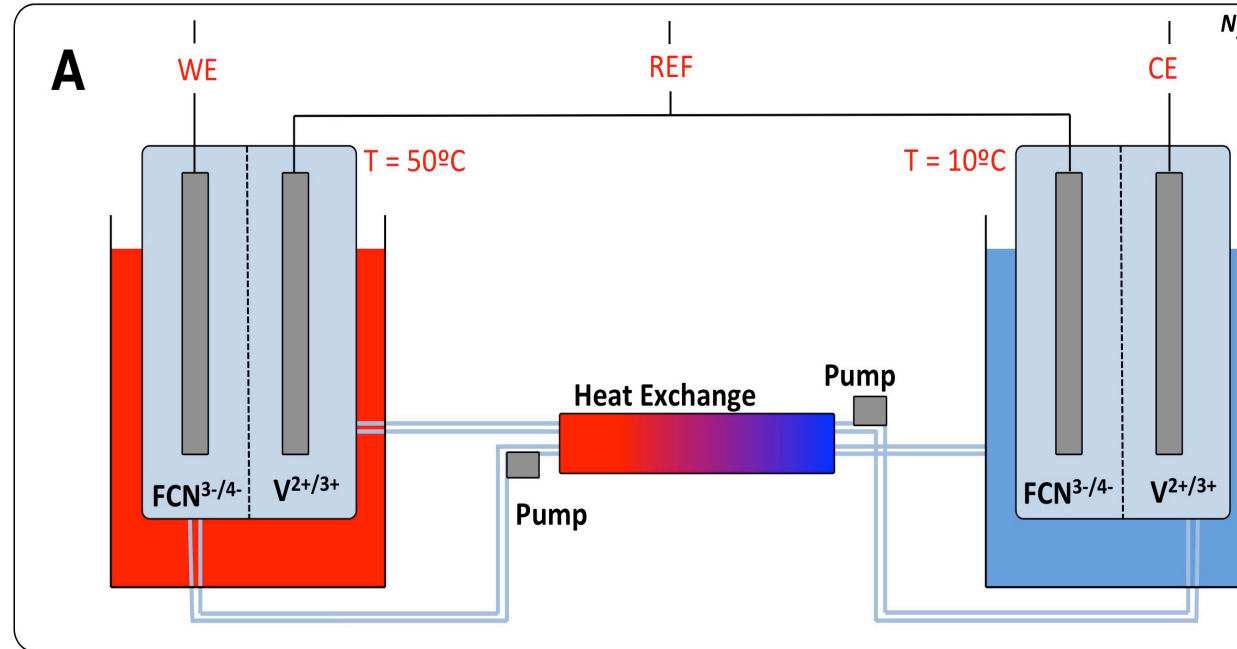 A
WE
REF
CE
T = 50ºC
T = 10ºC
Heat Exchange
Pump
Pump
FCN3-/4-
V2+/3+
FCN3-/4-
V2+/3+